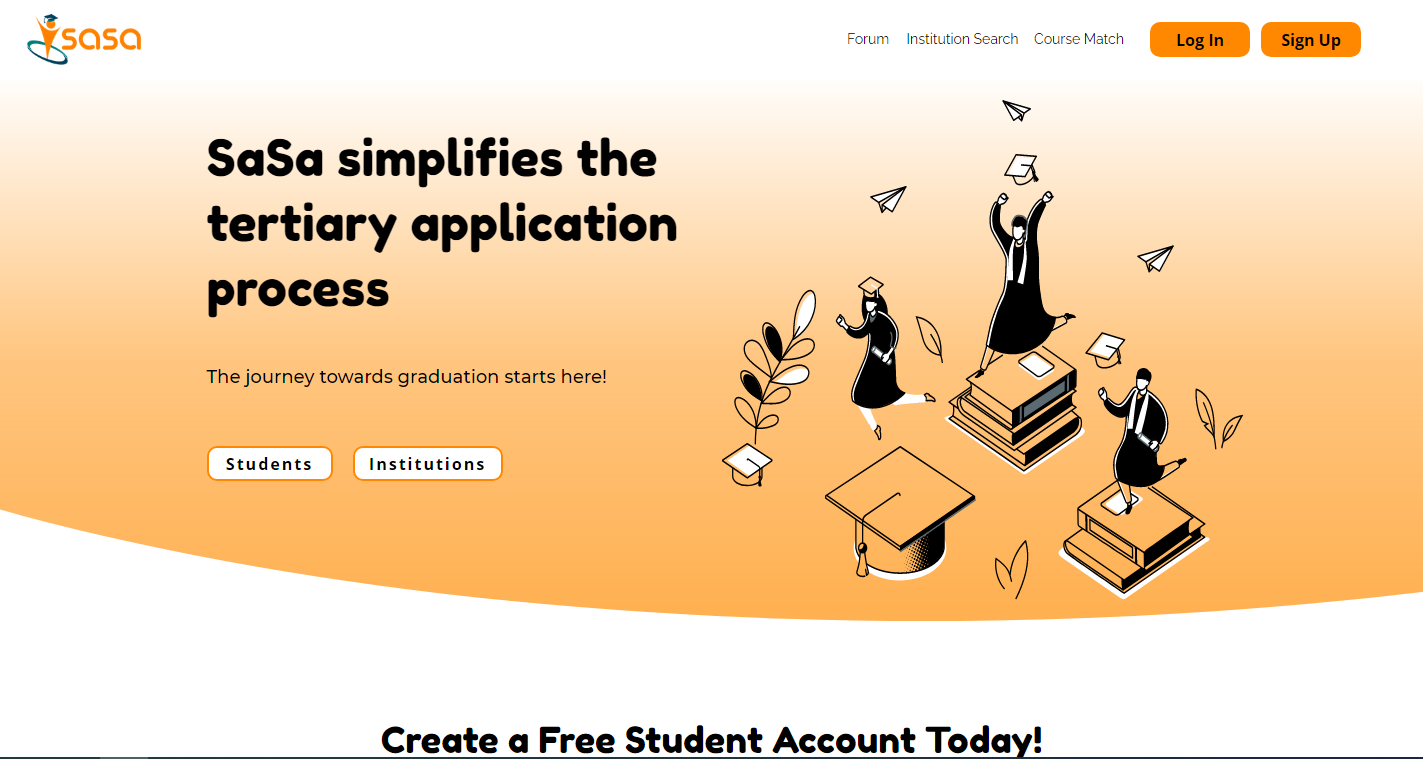 sasa
Forum Institution Search Course Match Log In Sign Up
SaSa simplifies the
tertiary application
process
The journey towards graduation starts here!
Students Institutions
Create a Free Student Account Today!